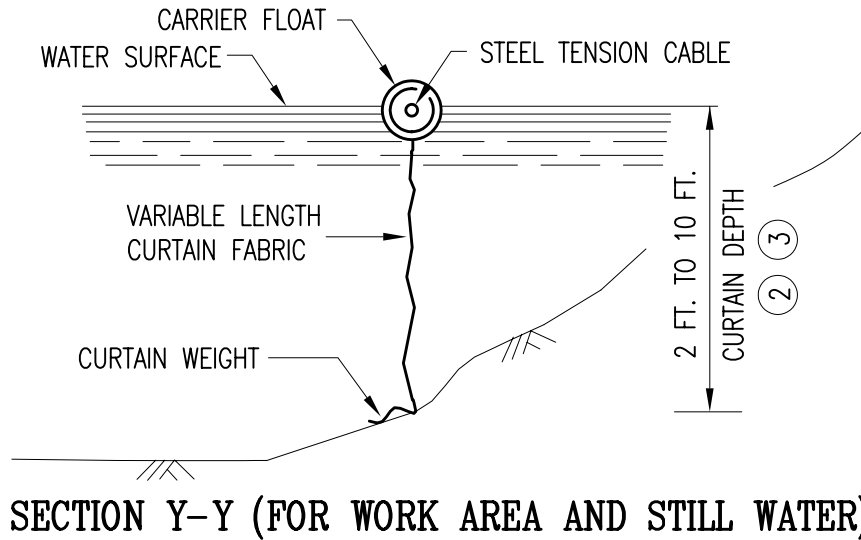 CARRIER FLOAT
WATER SURFACE
STEEL TENSION CABLE
VARIABLE LENGTH
CURTAIN FABRIC
CURTAIN WEIGHT
2 FT. TO 10 FT.
CURTAIN DEPTH
2 3
SECTION Y-Y (FOR WORK AREA AND STILL WATER)